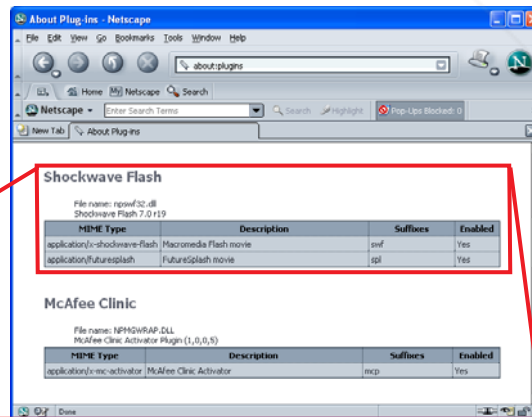 About Plug-ins - Netscape
File Edit View Go Bookmarks Tools Window Help
about:plugins
Home My Netscape Search
Netscape Enter Search Terms Search Highlight Pop-Ups Blocked: 0
New Tab About Plug-ins
Shockwave Flash
File name: npswf32.dll
Shockwave Flash 7.0 r19
MIME Type Description Suffixes Enabled
application/x-shockwave-flash Macromedia Flash movie swf Yes
application/futuresplash FutureSplash movie spl Yes
McAfee Clinic
File name: NPMGWRAP.DLL
McAfee Clinic Activator Plugin (1,0,0,5)
MIME Type Description Suffixes Enabled
application/x-mc-activator McAfee Clinic Activator mcp Yes
Done